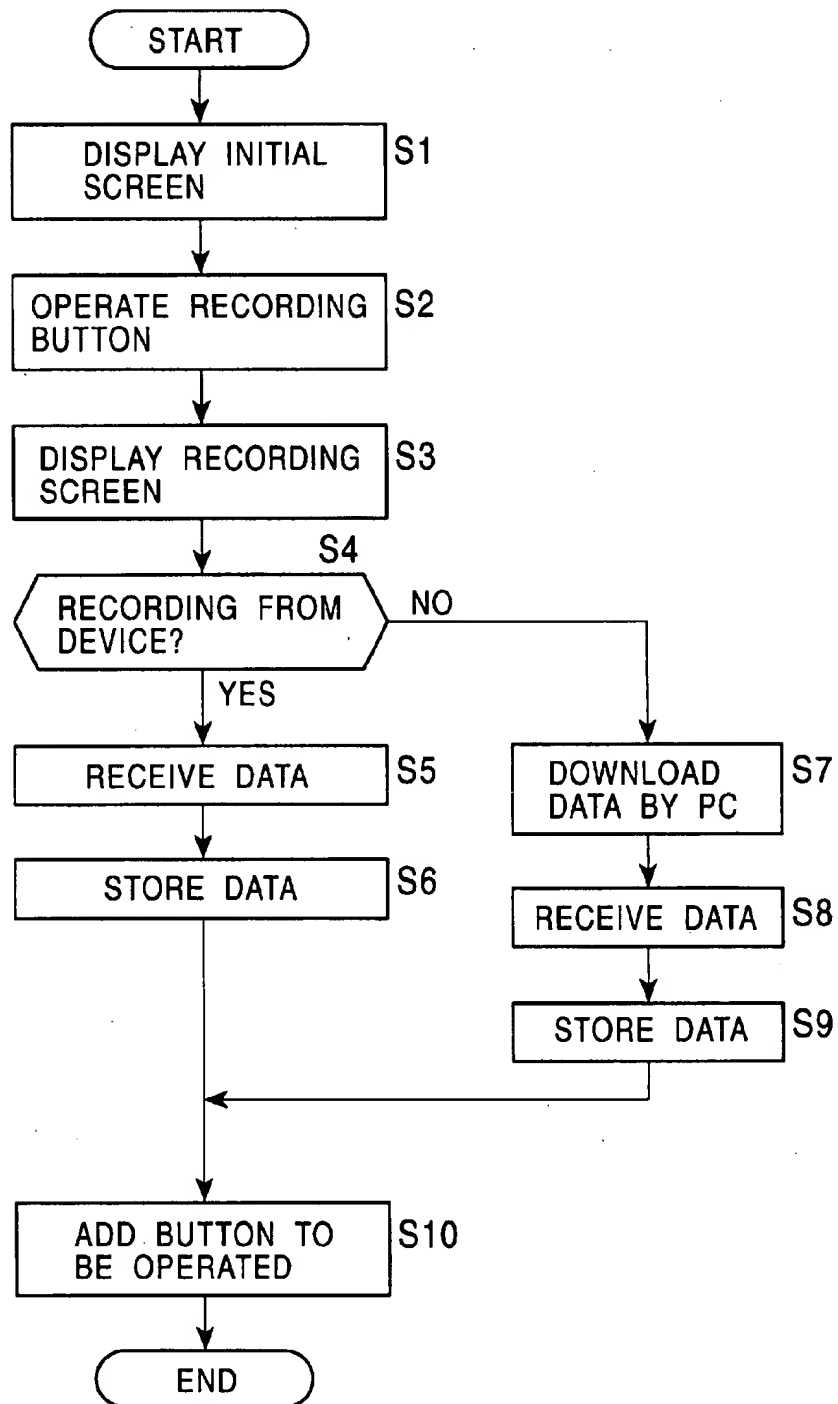 START
DISPLAY INITIAL
SCREEN
S1
OPERATE RECORDING
BUTTON
S2
DISPLAY RECORDING
SCREEN
S3
S4
RECORDING FROM
DEVICE?
NO
YES
RECEIVE DATA
S5
STORE DATA
S6
DOWNLOAD
DATA BY PC
S7
RECEIVE DATA
S8
STORE DATA
S9
ADD BUTTON TO
BE OPERATED
S10
END